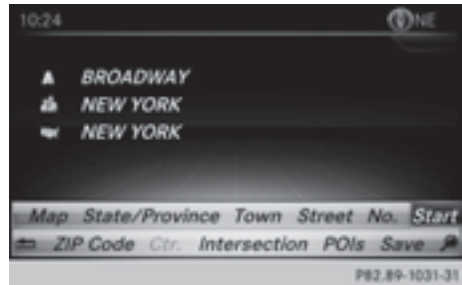 10:24 NE
BROADWAY
NEW YORK
NEW YORK
Map State/Province Town Street No. Start
ZIP Code Ctr. Intersection POIs Save
P82.89-1031-31